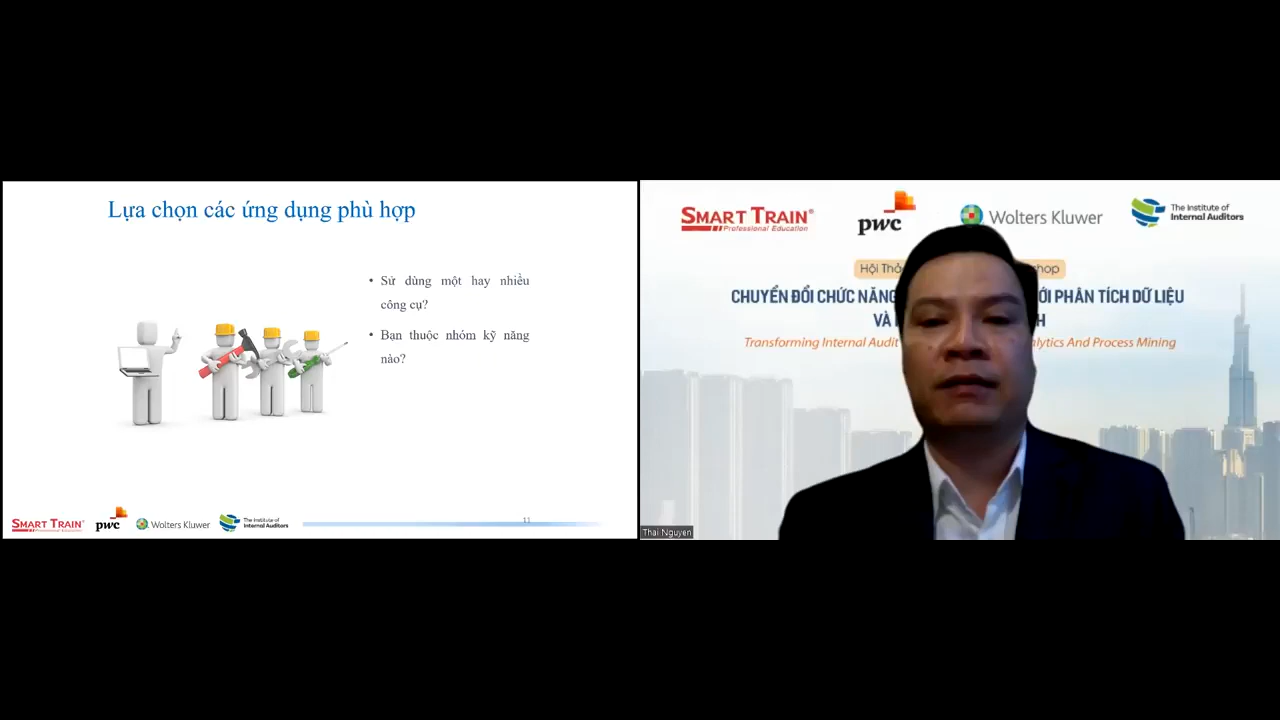 Lựa chọn các ứng dụng phù hợp
• Sử dùng một hay nhiều
công cụ?
• Bạn thuộc nhóm kỹ năng
nào?
SMART TRAIN
Professional Education
pwc
Wolters Kluwer
The Institute of
Internal Auditors
11
SMART TRAIN®
Professional Education
pwc
Wolters Kluwer
The Institute of
Internal Auditors
Hội Thả
hop
CHUYỂN ĐỔI CHỨC NĂNG
ỚI PHÂN TÍCH DỮ LIỆU
VÀ
H
Transforming Internal Audit
alytics And Process Mining
Thai Nguyen